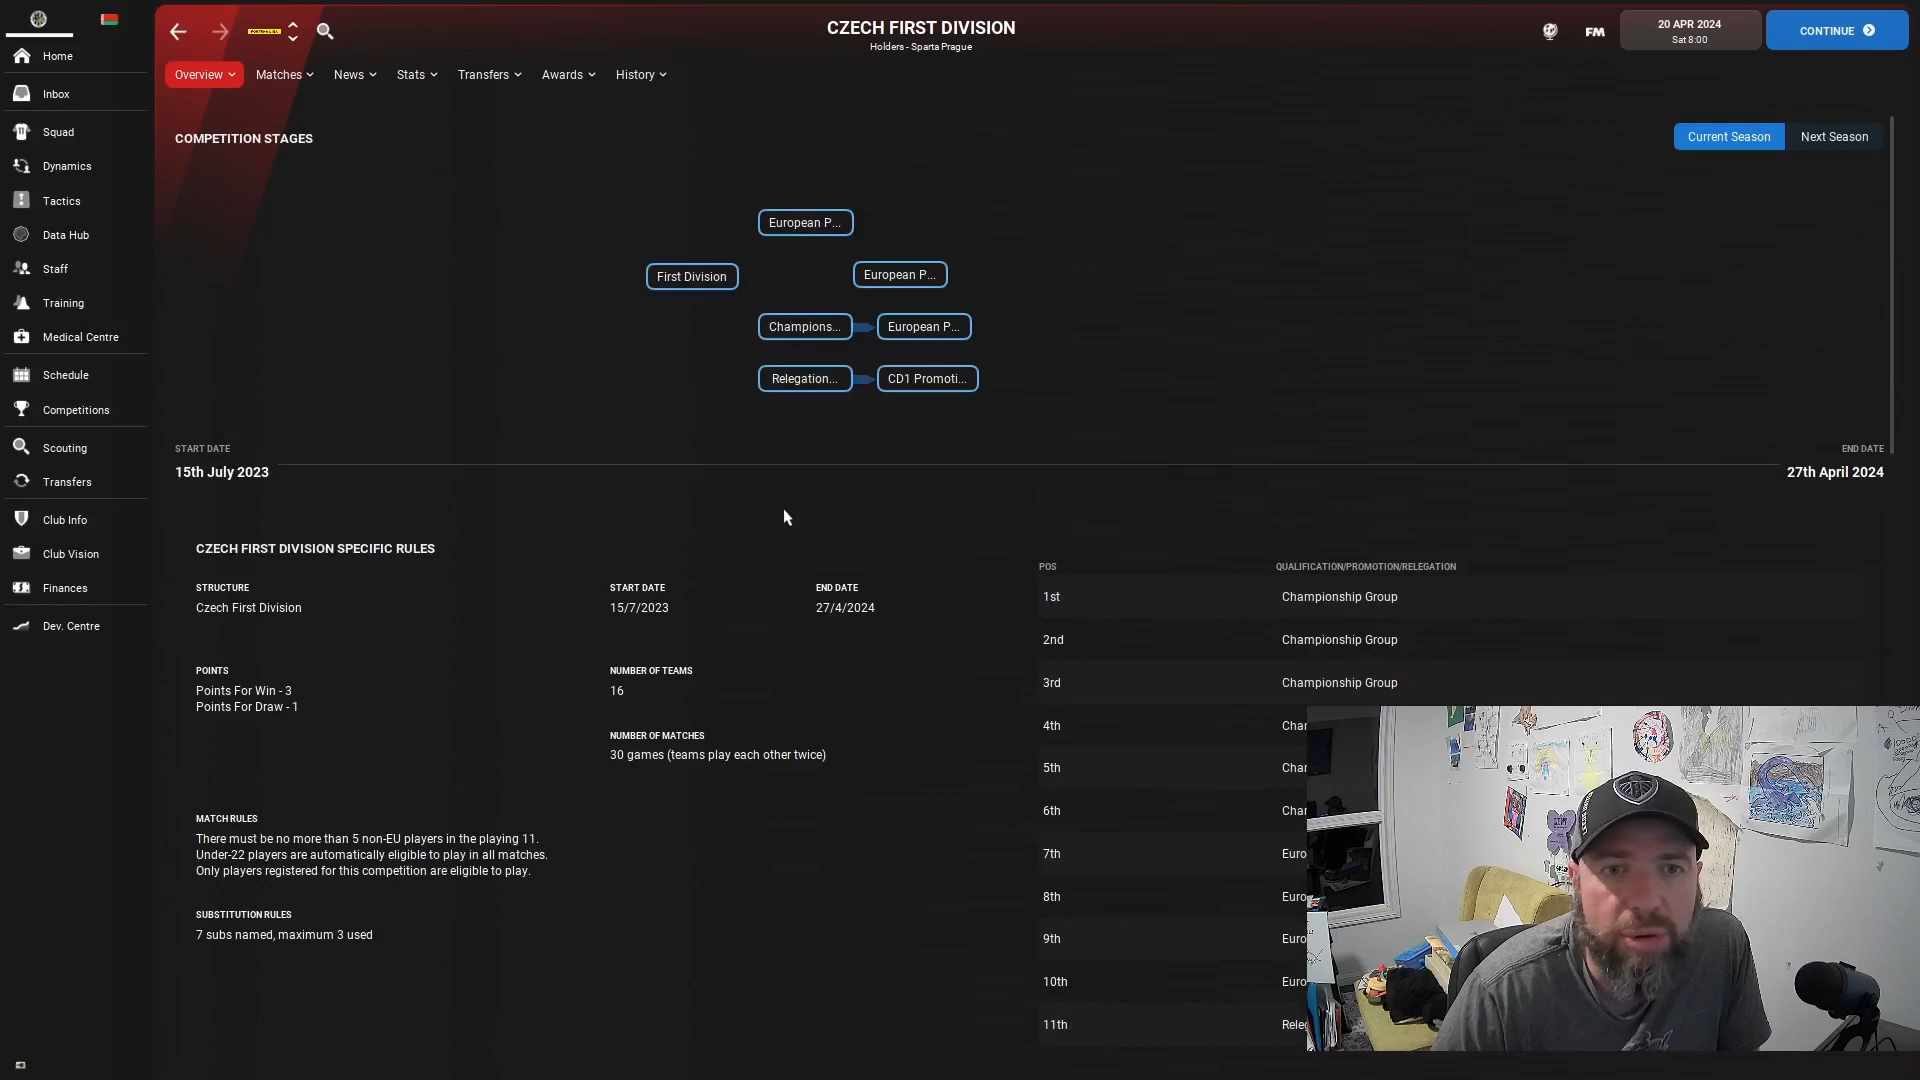 CZECH FIRST DIVISION
Holders - Sparta Prague
FM
20 APR 2024
Sat 8:00
CONTINUE
Home
Inbox
Squad
Dynamics
Tactics
Data Hub
Staff
Training
Medical Centre
Schedule
Competitions
Scouting
Transfers
Club Info
Club Vision
Finances
Dev. Centre
Overview
Matches
News
Stats
Transfers
Awards
History
COMPETITION STAGES
Current Season
Next Season
European P...
First Division
European P...
Champions...
European P...
Relegation...
CD1 Promoti...
START DATE
15th July 2023
END DATE
27th April 2024
CZECH FIRST DIVISION SPECIFIC RULES
STRUCTURE
Czech First Division
START DATE
15/7/2023
END DATE
27/4/2024
POINTS
Points For Win - 3
Points For Draw - 1
NUMBER OF TEAMS
16
NUMBER OF MATCHES
30 games (teams play each other twice)
MATCH RULES
There must be no more than 5 non-EU players in the playing 11.
Under-22 players are automatically eligible to play in all matches.
Only players registered for this competition are eligible to play.
SUBSTITUTION RULES
7 subs named, maximum 3 used
POS QUALIFICATION/PROMOTION/RELEGATION
1st Championship Group
2nd Championship Group
3rd Championship Group
4th Char
5th Char
6th Char
7th Euro
8th Euro
9th Euro
10th Euro
11th Releg